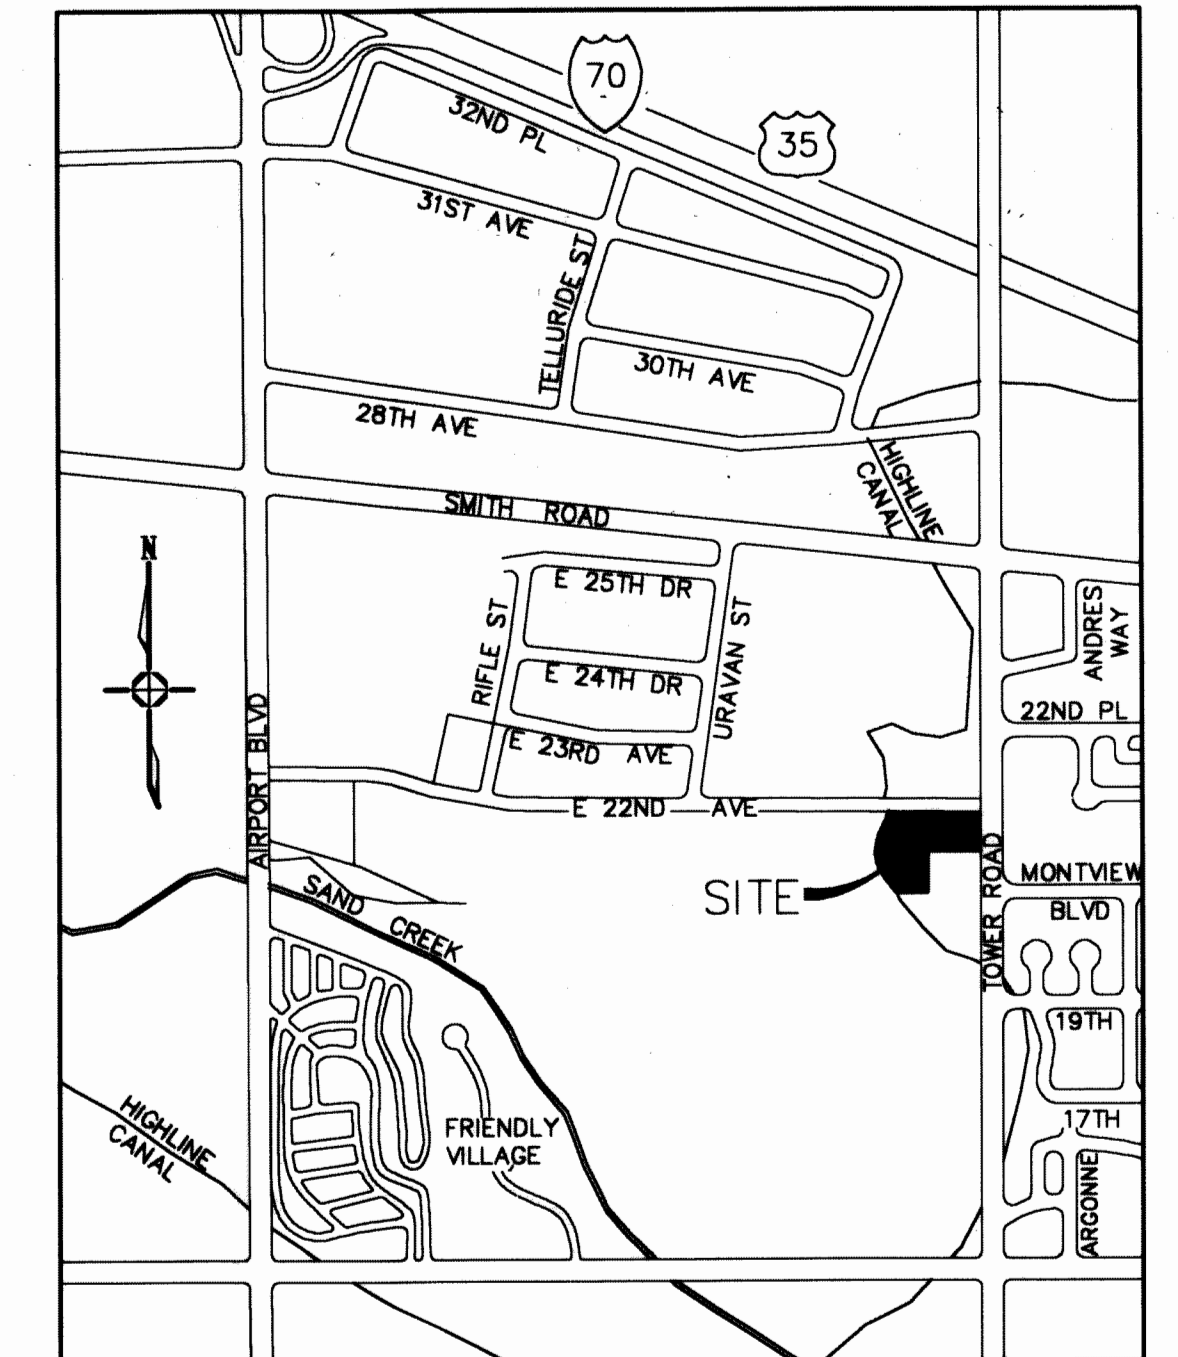 70
35
32ND PL
31ST AVE
TELLURIDE ST
30TH AVE
28TH AVE
HIGHLINE
CANAL
SMITH ROAD
N
E 25TH DR
RIFLE ST
URAVAN ST
ANDRES
WAY
E 24TH DR
22ND PL
E 23RD AVE
AIRPORT BLVD
E 22ND AVE
SITE
TOWER ROAD
MONTVIEW
BLVD
SAND CREEK
19TH
HIGHLINE
CANAL
FRIENDLY
VILLAGE
17TH
ARGONNE